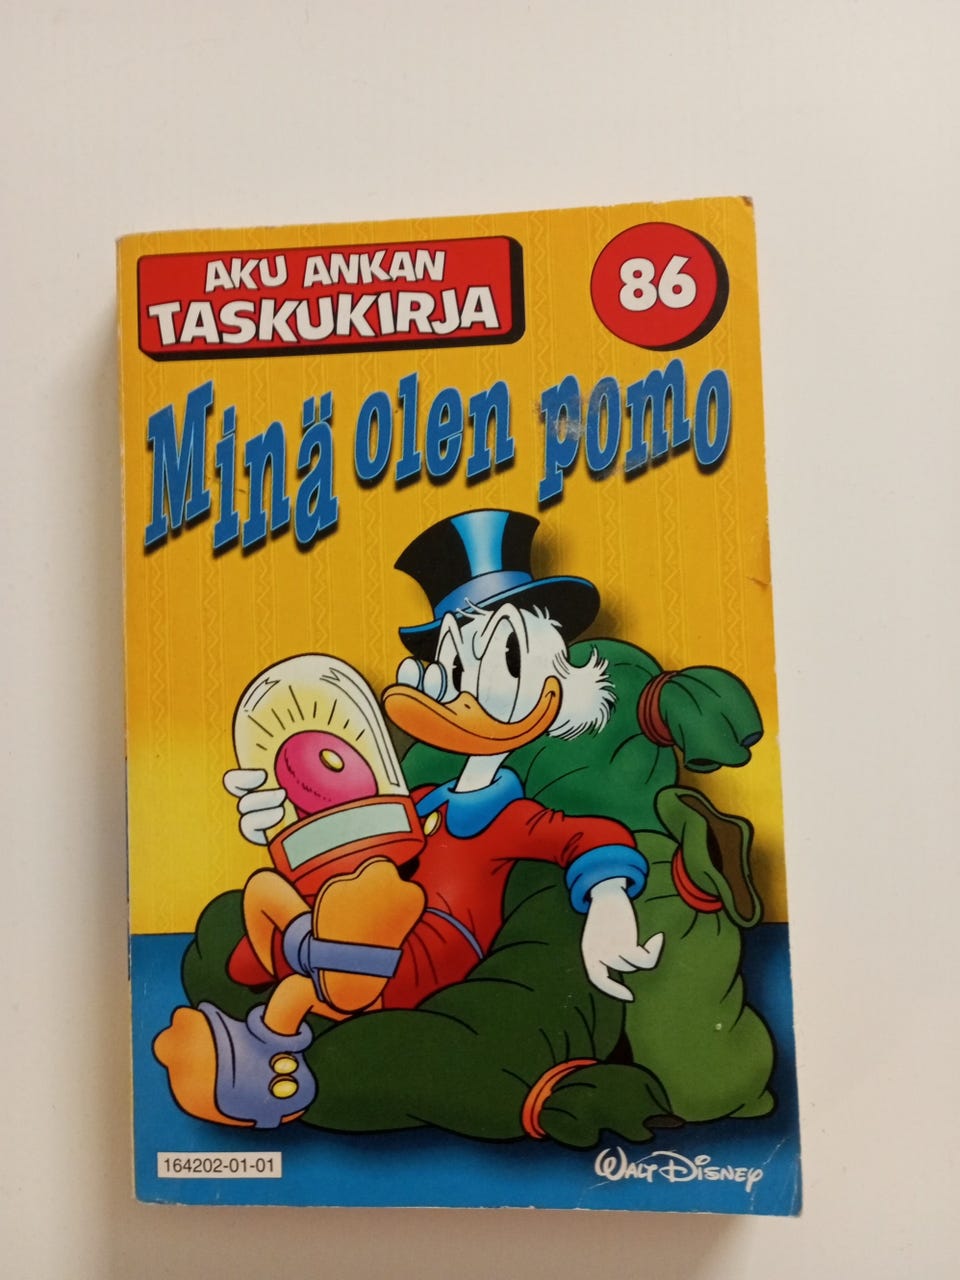 AKU ANKAN
TASKUKIRJA
86
Minä olen pomo
164202-01-01
WALT DISNEY